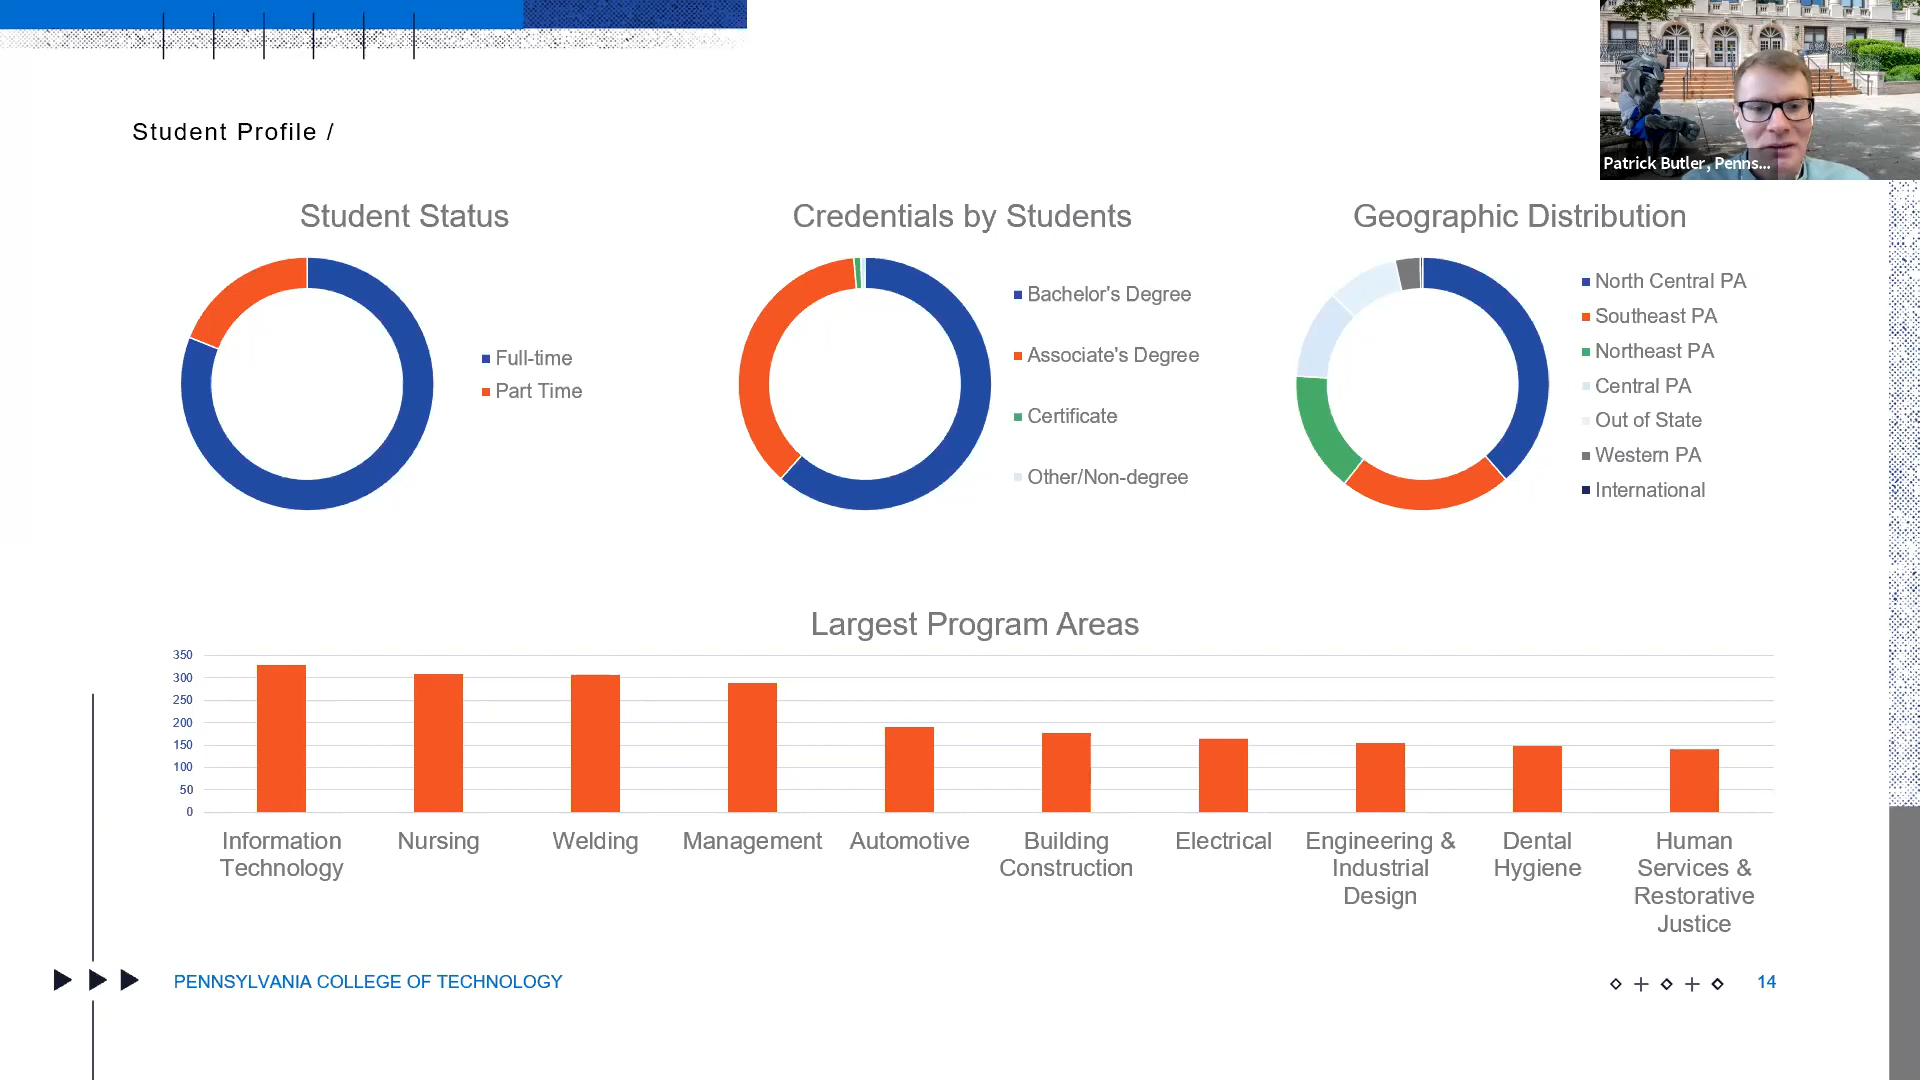 Student Profile /
Patrick Butler, Penns...
Student Status
Full-time
Part Time
Credentials by Students
Bachelor's Degree
Associate's Degree
Certificate
Other/Non-degree
Geographic Distribution
North Central PA
Southeast PA
Northeast PA
Central PA
Out of State
Western PA
International
Largest Program Areas
350
300
250
200
150
100
50
0
Information
Technology
Nursing
Welding
Management
Automotive
Building
Construction
Electrical
Engineering &
Industrial
Design
Dental
Hygiene
Human
Services &
Restorative
Justice
PENNSYLVANIA COLLEGE OF TECHNOLOGY
14